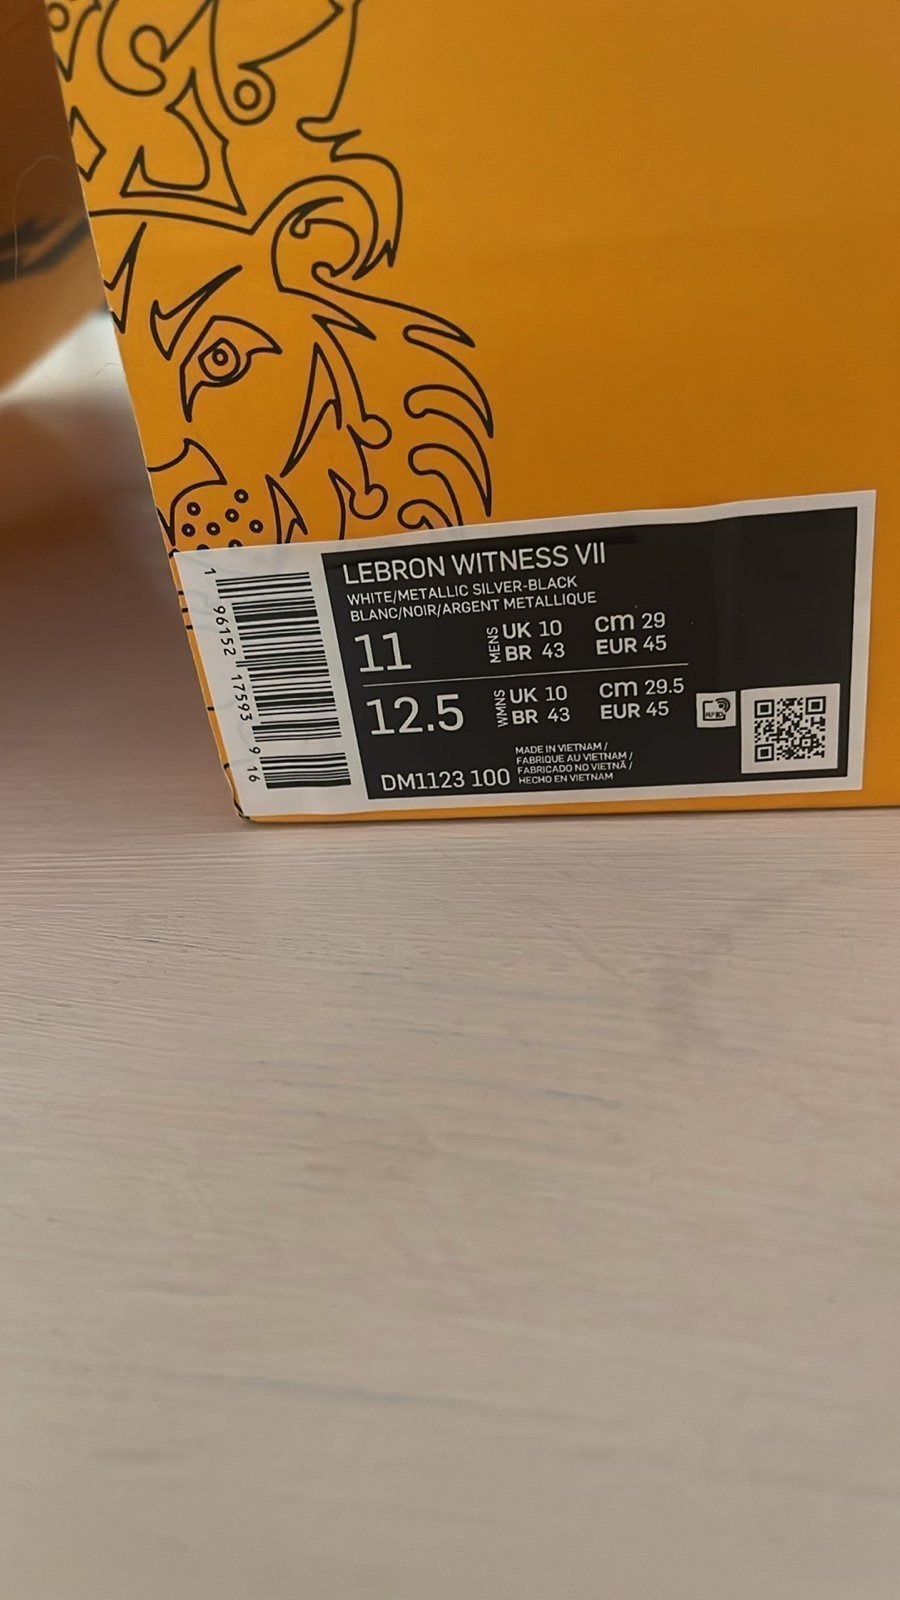 LEBRON WITNESS VII
WHITE/METALLIC SILVER-BLACK
BLANC/NOIR/ARGENT METALLIQUE
11 MENS UK 10 cm 29
BR 43 EUR 45
12.5 WMNS UK 10 cm 29.5
BR 43 EUR 45
DM1123 100
MADE IN VIETNAM /
FABRIQUE AU VIETNAM /
FABRICADO NO VIETNÃ /
HECHO EN VIETNAM
RFID
1 96152 17593 9 16